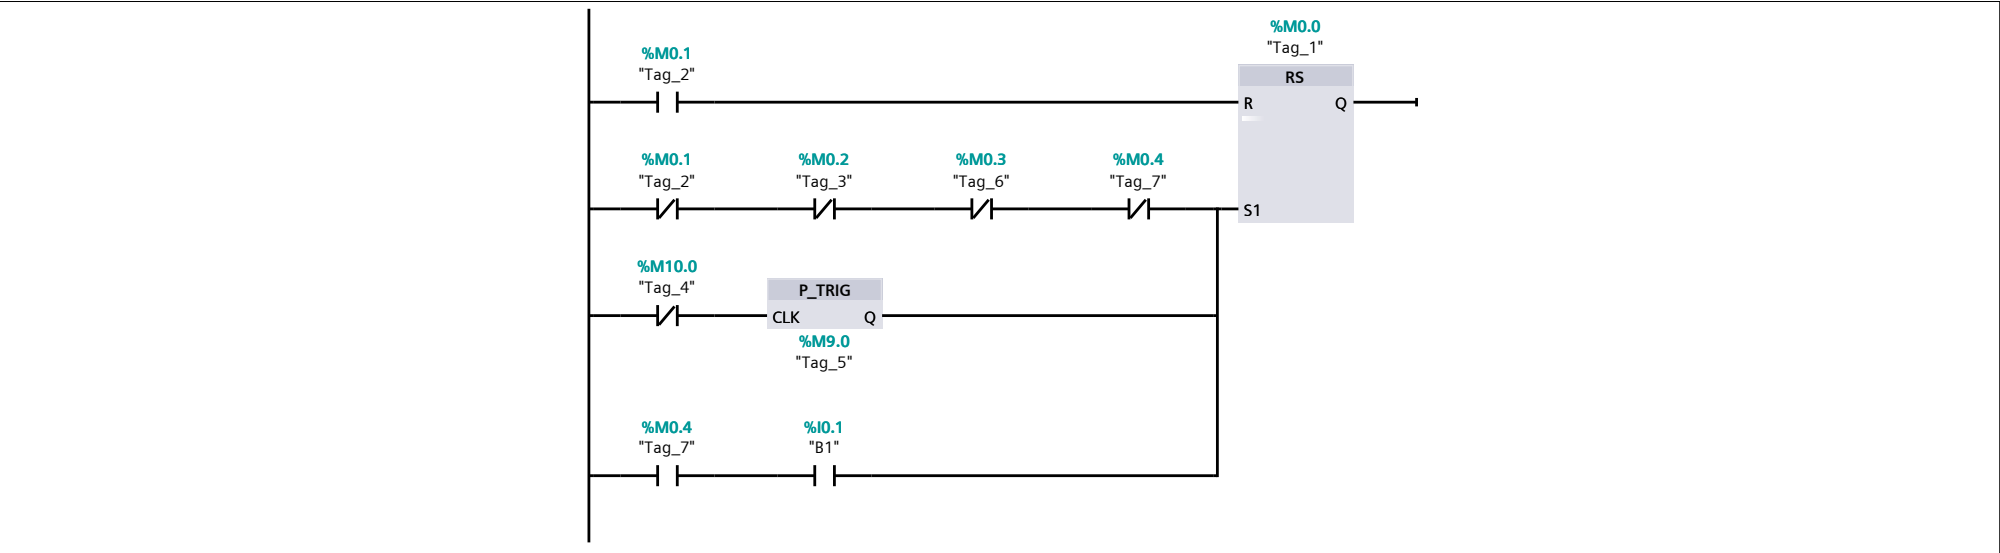 %M0.0
"Tag_1"
%M0.1
"Tag_2"
RS
R
Q
%M0.1
%M0.2
%M0.3
%M0.4
"Tag_2"
"Tag_3"
"Tag_6"
"Tag_7"
S1
%M10.0
"Tag_4"
P_TRIG
CLK
Q
%M9.0
"Tag_5"
%M0.4
%I0.1
"Tag_7"
"B1"